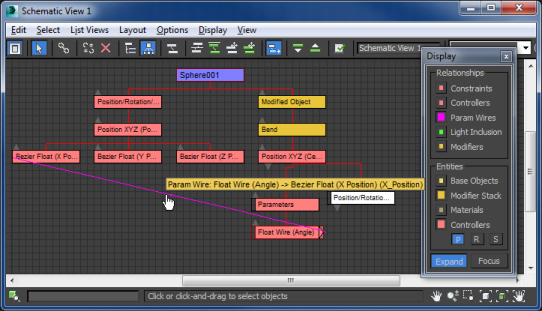 Schematic View 1
Edit Select List Views Layout Options Display View
Schematic View 1
Display
Relationships
Constraints
Controllers
Param Wires
Light Inclusion
Modifiers
Entities
Base Objects
Modifier Stack
Materials
Controllers
P R S
Expand Focus
Sphere001
Position/Rotation/... Modified Object
Position XYZ (Po... Bend
Bezier Float (X Po... Bezier Float (Y P... Bezier Float (Z P... Position XYZ (Ce...
Param Wire: Float Wire (Angle) -> Bezier Float (X Position) (X_Position)
Parameters Position/Rotatio...
Float Wire (Angle)
Click or click-and-drag to select objects